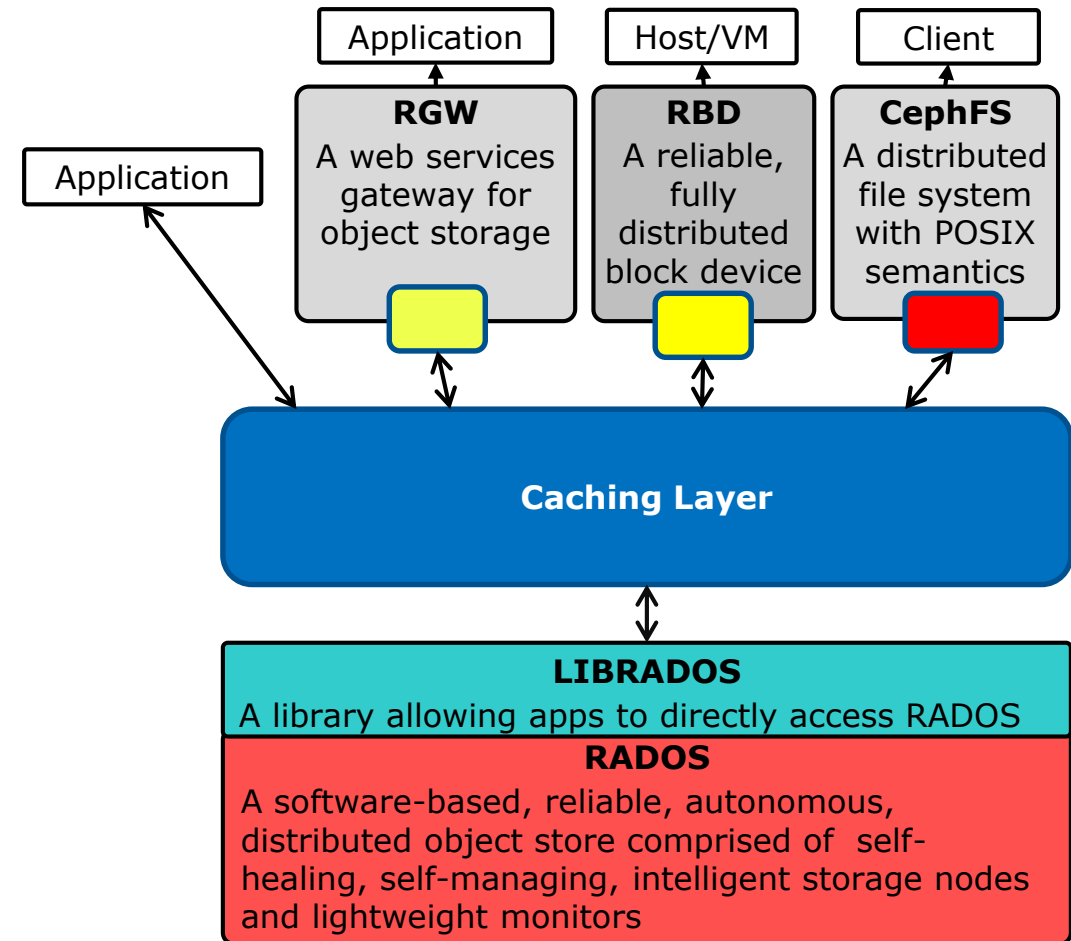 Application
Host/VM
Client
RGW
A web services
gateway for
object storage
RBD
A reliable,
fully
distributed
block device
CephFS
A distributed
file system
with POSIX
semantics
Application
Caching Layer
LIBRADOS
A library allowing apps to directly access RADOS
RADOS
A software-based, reliable, autonomous,
distributed object store comprised of  self-
healing, self-managing, intelligent storage nodes
and lightweight monitors